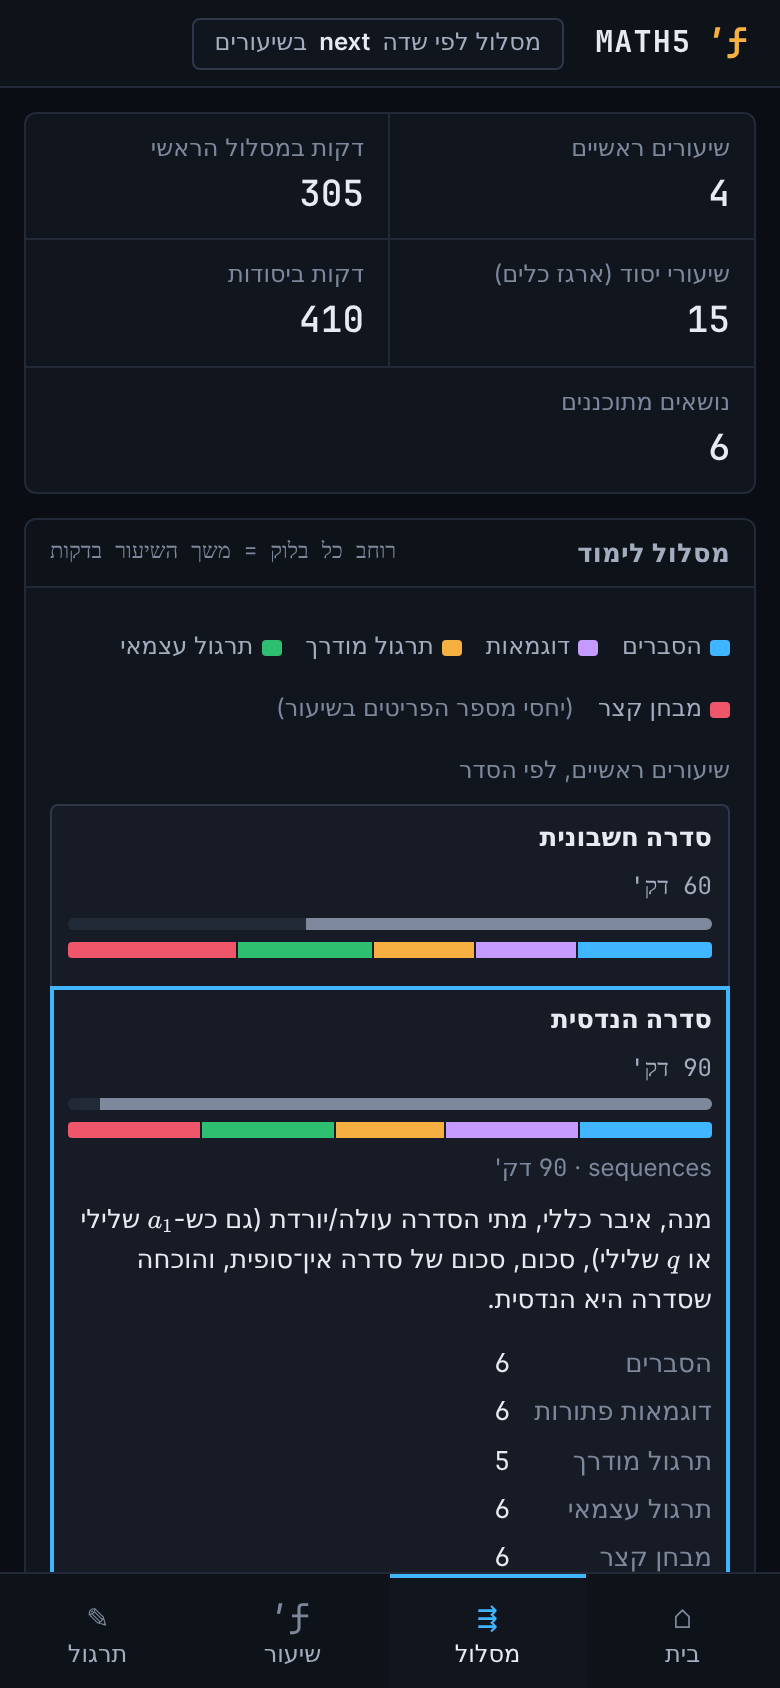 ƒ′ MATH5
מסלול לפי שדה next בשיעורים
שיעורים ראשיים
4
דקות במסלול הראשי
305
שיעורי יסוד (ארגז כלים)
15
דקות ביסודות
410
נושאים מתוכננים
6
מסלול לימוד
רוחב כל בלוק = משך השיעור בדקות
הסברים דוגמאות תרגול מודרך תרגול עצמאי
מבחן קצר (יחסי מספר הפריטים בשיעור)
שיעורים ראשיים, לפי הסדר
סדרה חשבונית
60 דק'
סדרה הנדסית
90 דק'
sequences · 90 דק'
מנה, איבר כללי, מתי הסדרה עולה/יורדת (גם כש-a₁ שלילי
או q שלילי), סכום, סכום של סדרה אין־סופית, והוכחה
שסדרה היא הנדסית.
הסברים 6
דוגמאות פתורות 6
תרגול מודרך 5
תרגול עצמאי 6
מבחן קצר 6
בית
מסלול
ƒ′
שיעור
תרגול